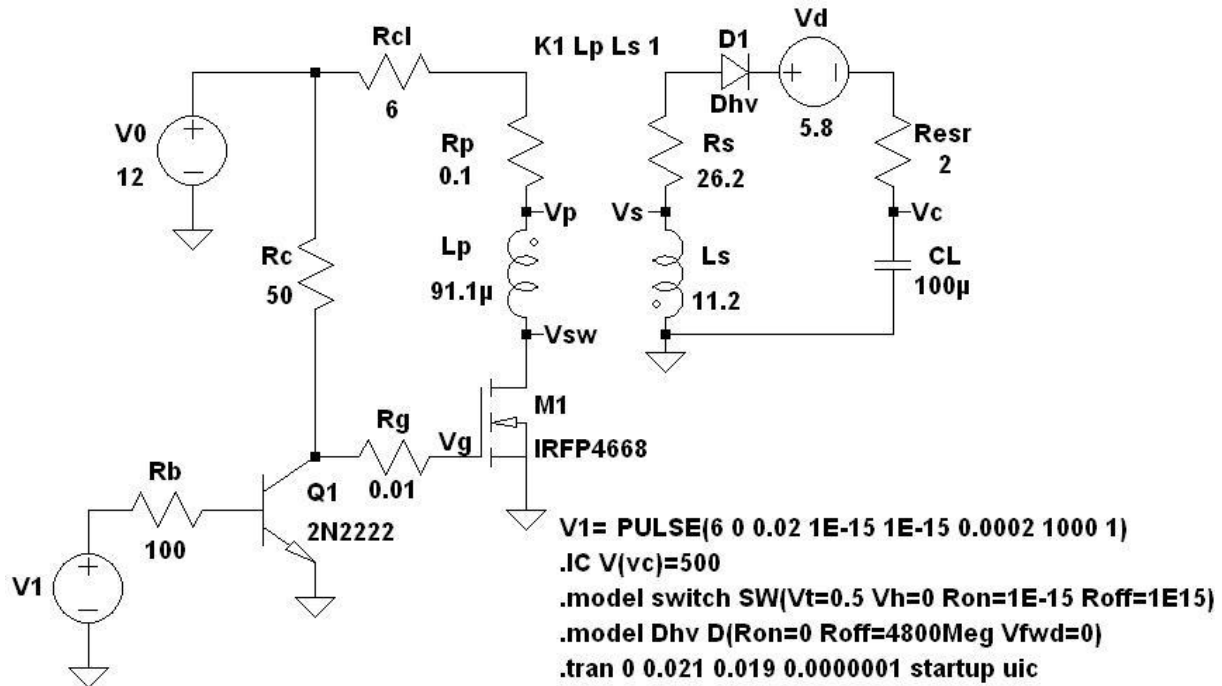 Rcl
6
K1 Lp Ls 1
D1
Dhv
Vd
5.8
V0
12
Rp
0.1
Rs
26.2
Resr
2
Vp
Vs
Vc
Rc
50
Lp
91.1µ
Ls
11.2
CL
100µ
Vsw
M1
IRFP4668
Rg
0.01
Vg
Rb
100
Q1
2N2222
V1
V1= PULSE(6 0 0.02 1E-15 1E-15 0.0002 1000 1)
.IC V(vc)=500
.model switch SW(Vt=0.5 Vh=0 Ron=1E-15 Roff=1E15)
.model Dhv D(Ron=0 Roff=4800Meg Vfwd=0)
.tran 0 0.021 0.019 0.0000001 startup uic